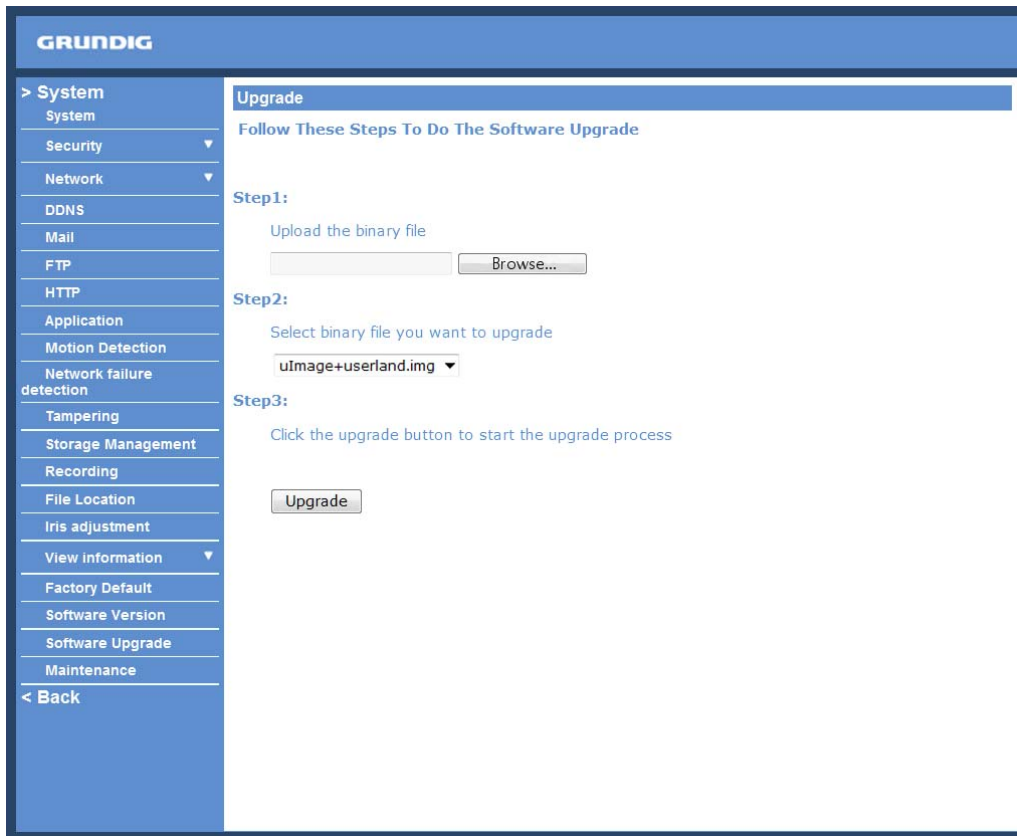 GRUNDIG
> System
System
Security
Network
DDNS
Mail
FTP
HTTP
Application
Motion Detection
Network failure
detection
Tampering
Storage Management
Recording
File Location
Iris adjustment
View information
Factory Default
Software Version
Software Upgrade
Maintenance
< Back
Upgrade
Follow These Steps To Do The Software Upgrade
Step1:
Upload the binary file
Browse...
Step2:
Select binary file you want to upgrade
uImage+userland.img
Step3:
Click the upgrade button to start the upgrade process
Upgrade